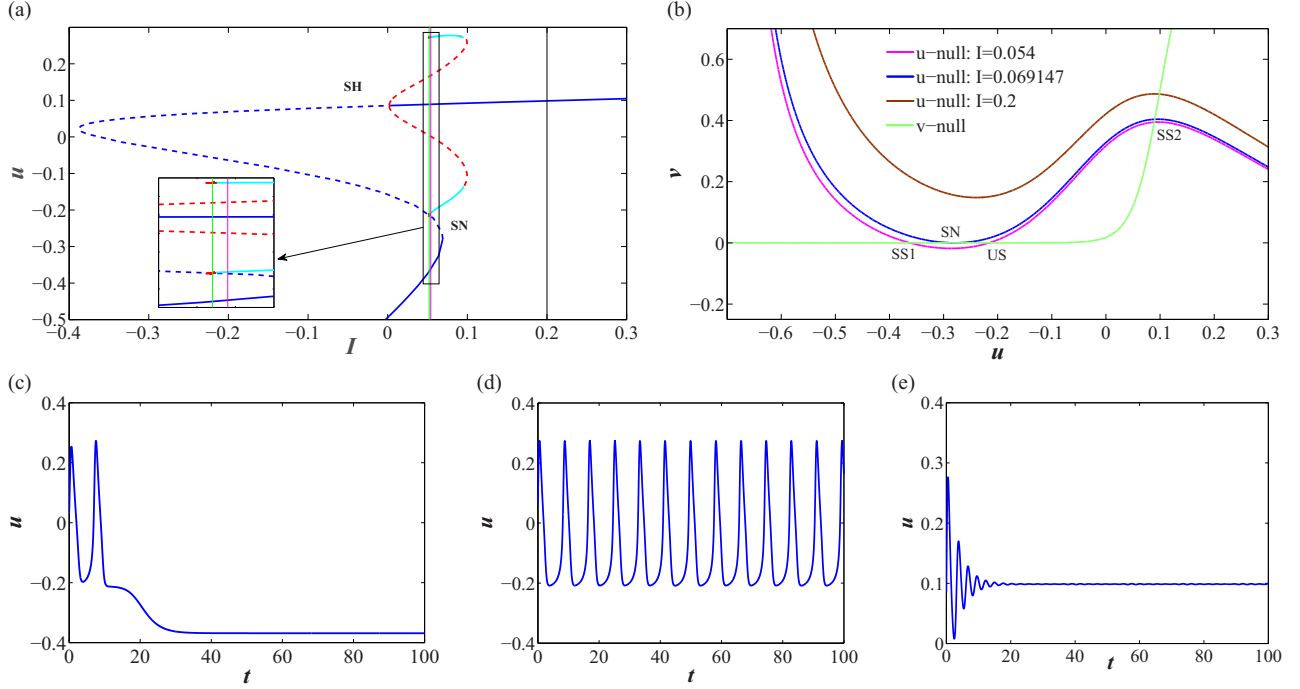 (a)
0.2
0.1
0
−0.1
−0.2
−0.3
−0.4
−0.5
u
SH
SN
−0.4
−0.3
−0.2
−0.1
0
0.1
0.2
0.3
I
(b)
u−null: I=0.054
u−null: I=0.069147
u−null: I=0.2
v−null
0.6
0.4
0.2
0
−0.2
v
SN
SS1
US
SS2
−0.6
−0.5
−0.4
−0.3
−0.2
−0.1
0
0.1
0.2
0.3
u
(c)
0.4
0.2
0
−0.2
−0.4
u
0
20
40
60
80
100
t
(d)
0.4
0.2
0
−0.2
−0.4
u
0
20
40
60
80
100
t
(e)
0.4
0.3
0.2
0.1
0
u
0
20
40
60
80
100
t